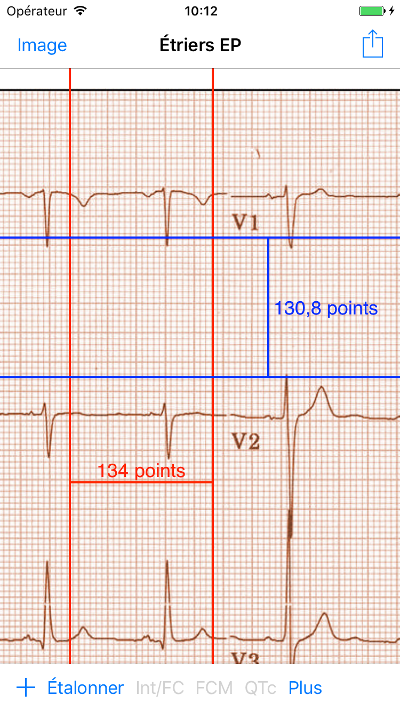 Opérateur 10:12
Image Étriers EP
V1
130,8 points
V2
134 points
V3
Étalonner Int/FC FCM QTc Plus